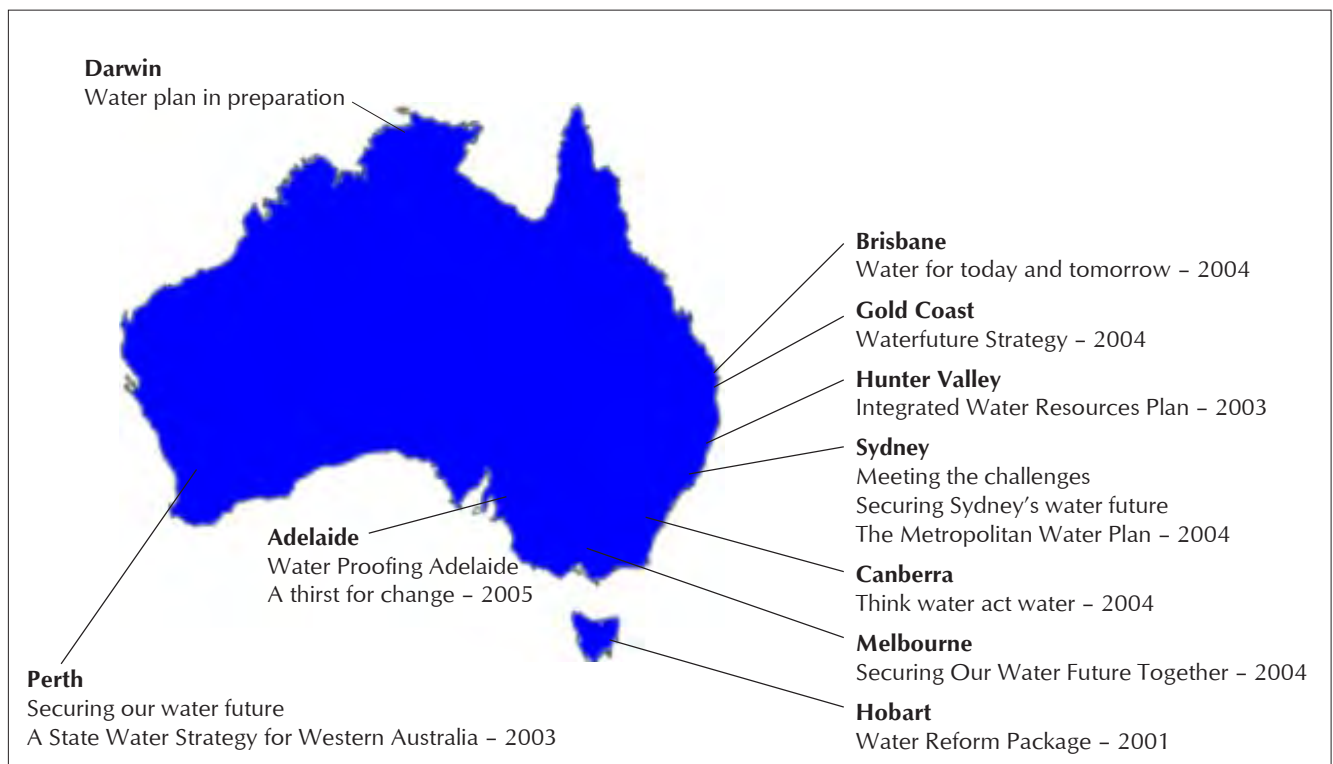 Darwin
Water plan in preparation
Brisbane
Water for today and tomorrow – 2004
Gold Coast
Waterfuture Strategy – 2004
Hunter Valley
Integrated Water Resources Plan – 2003
Sydney
Meeting the challenges
Securing Sydney’s water future
The Metropolitan Water Plan – 2004
Canberra
Think water act water – 2004
Melbourne
Securing Our Water Future Together – 2004
Hobart
Water Reform Package – 2001
Adelaide
Water Proofing Adelaide
A thirst for change – 2005
Perth
Securing our water future
A State Water Strategy for Western Australia – 2003